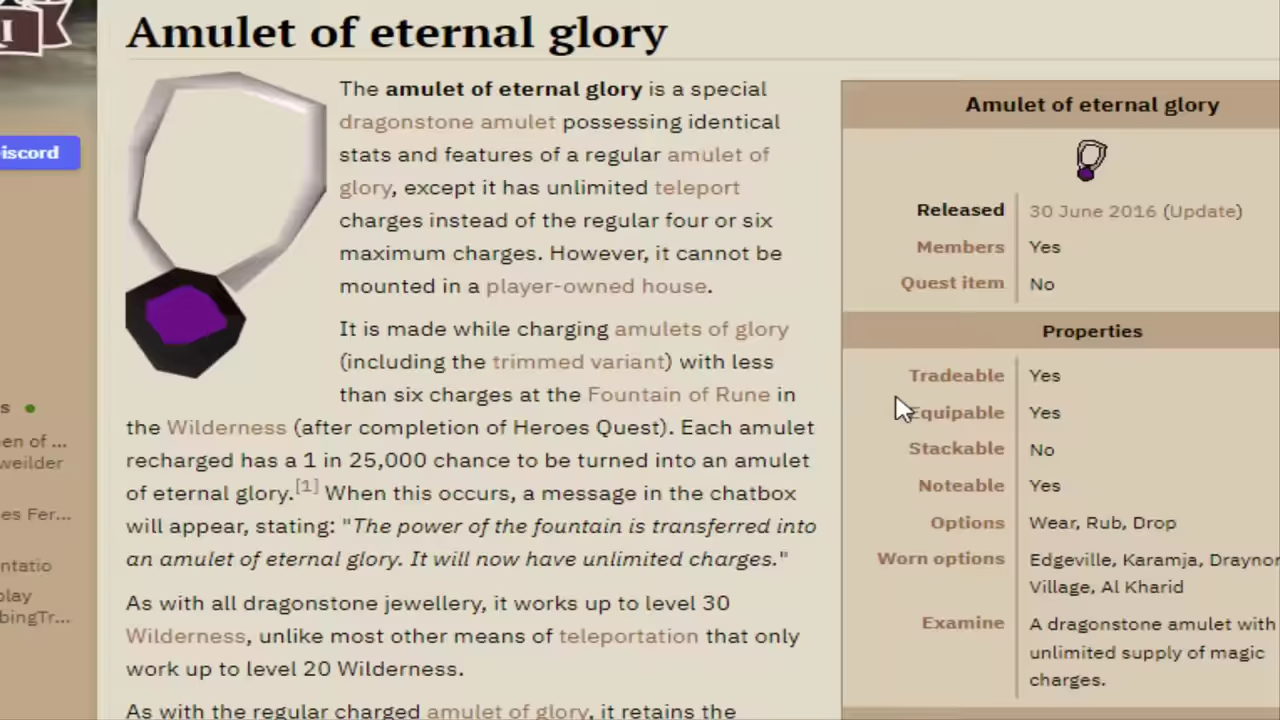 Amulet of eternal glory
The amulet of eternal glory is a special
dragonstone amulet possessing identical
stats and features of a regular amulet of
glory, except it has unlimited teleport
charges instead of the regular four or six
maximum charges. However, it cannot be
mounted in a player-owned house.
It is made while charging amulets of glory
(including the trimmed variant) with less
than six charges at the Fountain of Rune in
the Wilderness (after completion of Heroes Quest). Each amulet
recharged has a 1 in 25,000 chance to be turned into an amulet
of eternal glory.[1] When this occurs, a message in the chatbox
will appear, stating: "The power of the fountain is transferred into
an amulet of eternal glory. It will now have unlimited charges."
As with all dragonstone jewellery, it works up to level 30
Wilderness, unlike most other means of teleportation that only
work up to level 20 Wilderness.
As with the regular charged amulet of glory, it retains the
Amulet of eternal glory
Released 30 June 2016 (Update)
Members Yes
Quest item No
Properties
Tradeable Yes
Equipable Yes
Stackable No
Noteable Yes
Options Wear, Rub, Drop
Worn options Edgeville, Karamja, Draynor
Village, Al Kharid
Examine A dragonstone amulet with
unlimited supply of magic
charges.
iscord
s
en of ...
weilder
es Fer...
ntatio
play
bingTr...